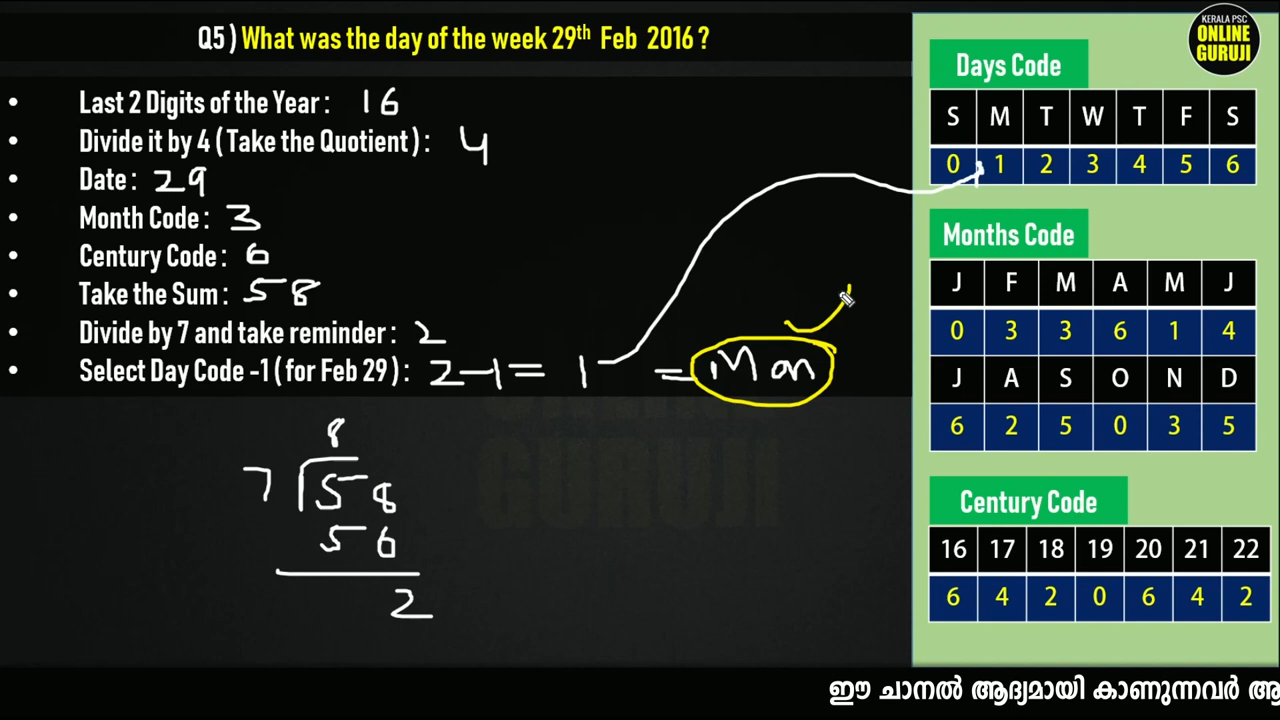 Q5 ) What was the day of the week 29th Feb 2016 ?
KERALA PSC
ONLINE
GURUJI
• Last 2 Digits of the Year : 16
• Divide it by 4 ( Take the Quotient ) : 4
• Date : 29
• Month Code : 3
• Century Code : 6
• Take the Sum : 58
• Divide by 7 and take reminder : 2
• Select Day Code -1 ( for Feb 29 ) : 2-1 = 1 = Mon
8
7 58
56
2
GURUJI
Days Code
S M T W T F S
0 1 2 3 4 5 6
Months Code
J F M A M J
0 3 3 6 1 4
J A S O N D
6 2 5 0 3 5
Century Code
16 17 18 19 20 21 22
6 4 2 0 6 4 2
ഈ ചാനൽ ആദ്യമായി കാണുന്നവർ